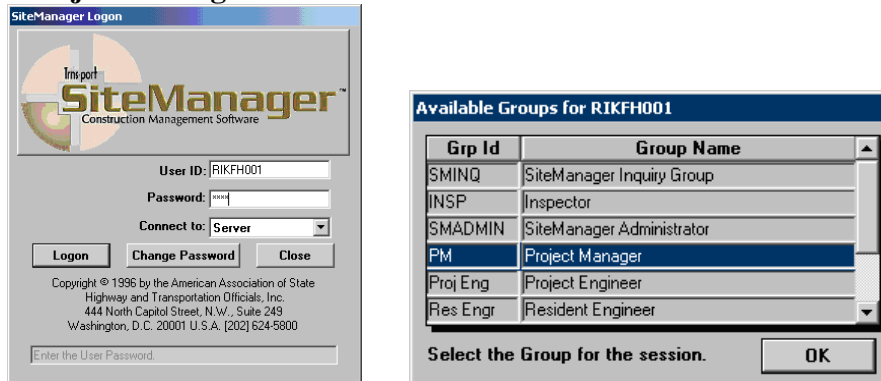 SiteManager Logon
Trns·port
SiteManager™
Construction Management Software
User ID: RIKFH001
Password: ****
Connect to: Server
Logon Change Password Close
Copyright © 1996 by the American Association of State
Highway and Transportation Officials, Inc.
444 North Capitol Street, N.W., Suite 249
Washington, D.C. 20001 U.S.A. [202] 624-5800
Enter the User Password.
Available Groups for RIKFH001
Grp Id Group Name
SMINQ SiteManager Inquiry Group
INSP Inspector
SMADMIN SiteManager Administrator
PM Project Manager
Proj Eng Project Engineer
Res Engr Resident Engineer
Select the Group for the session. OK